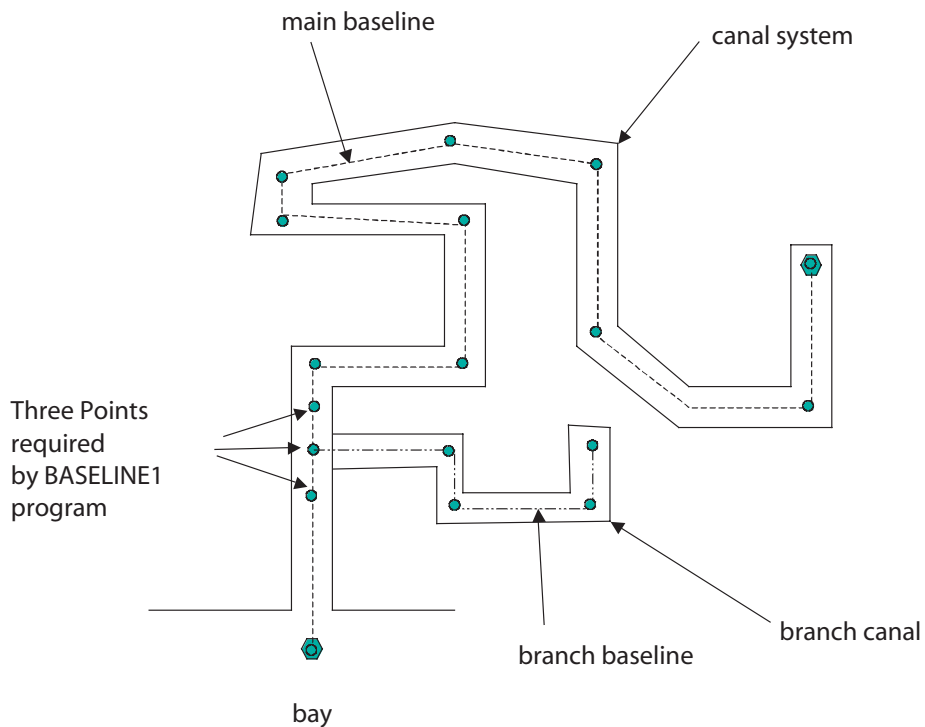 main baseline
canal system
Three Points
required
by BASELINE1
program
branch canal
branch baseline
bay